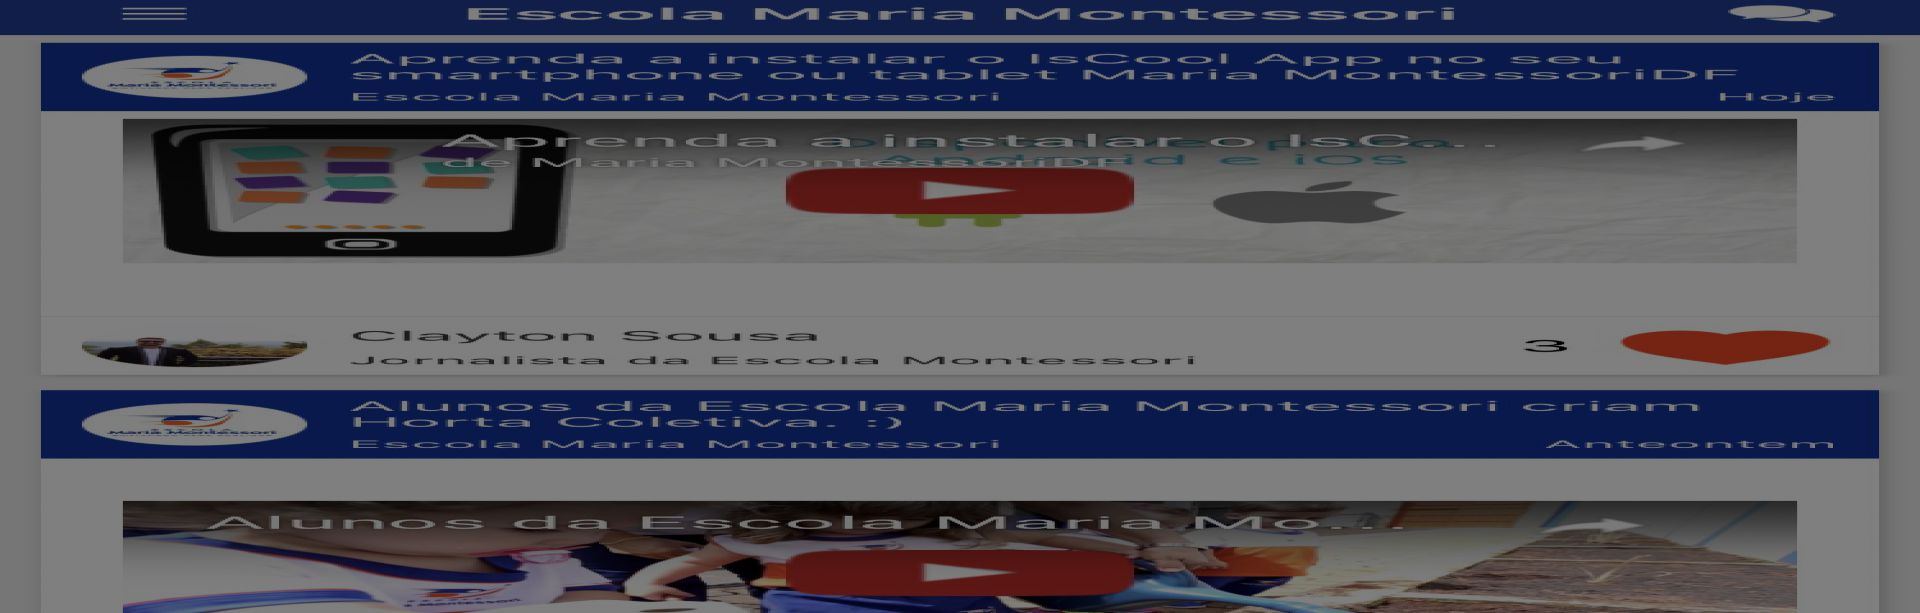 Escola Maria Montessori
Aprenda a instalar o IsCool App no seu
smartphone ou tablet Maria MontessoriDF
Escola Maria Montessori
Hoje
Maria Montessori
Aprenda a instalar o IsC...
de Maria MontessoriDF
Android e iOS
Clayton Sousa
Jornalista da Escola Montessori
3
Alunos da Escola Maria Montessori criam
Horta Coletiva. :)
Escola Maria Montessori
Anteontem
Maria Montessori
Alunos da Escola Maria Mo...